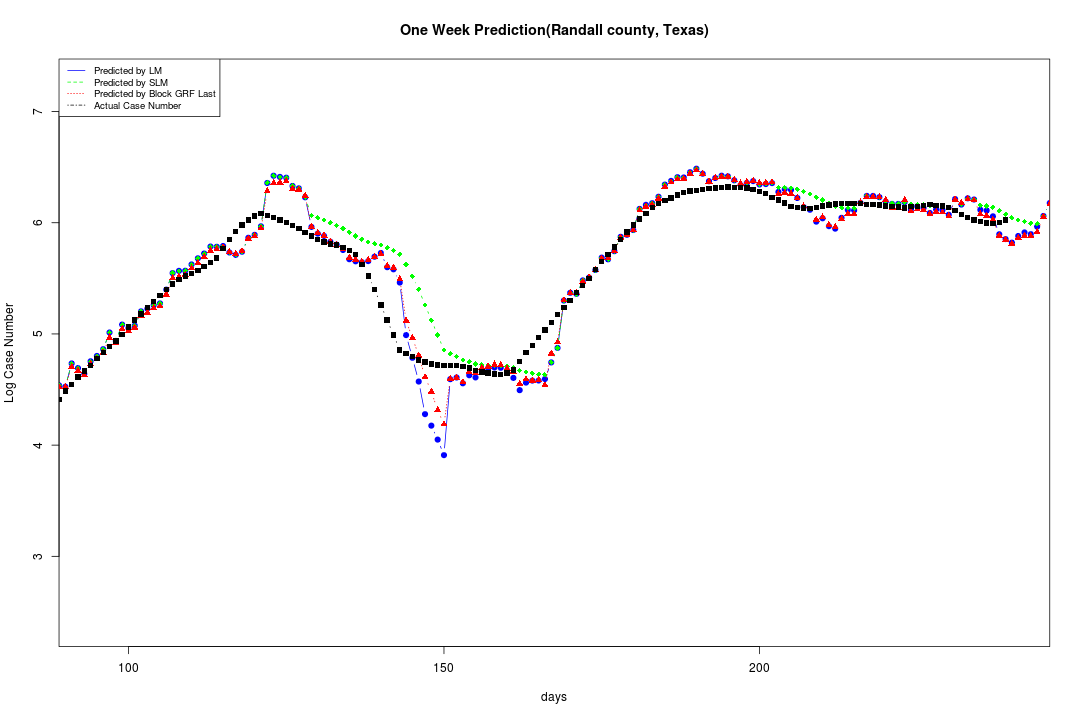 One Week Prediction(Randall county, Texas)
Predicted by LM
Predicted by SLM
Predicted by Block GRF Last
Actual Case Number
7
6
5
4
3
Log Case Number
100
150
200
days